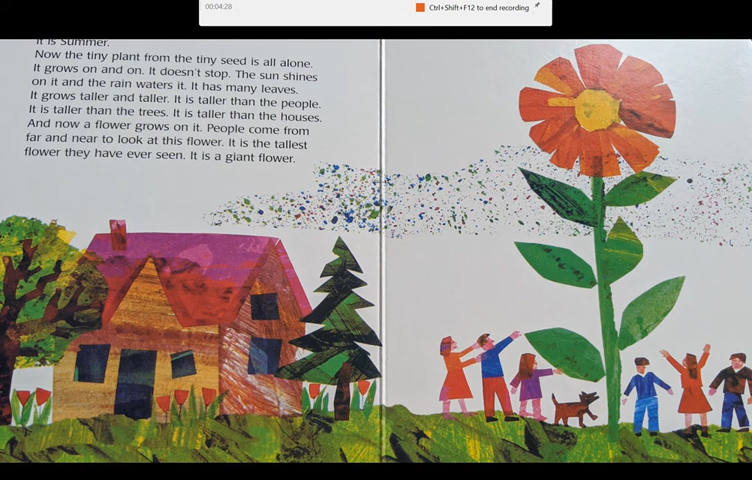 00:04:28
Ctrl+Shift+F12 to end recording
It is Summer.
Now the tiny plant from the tiny seed is all alone.
It grows on and on. It doesn't stop. The sun shines
on it and the rain waters it. It has many leaves.
It grows taller and taller. It is taller than the people.
It is taller than the trees. It is taller than the houses.
And now a flower grows on it. People come from
far and near to look at this flower. It is the tallest
flower they have ever seen. It is a giant flower.